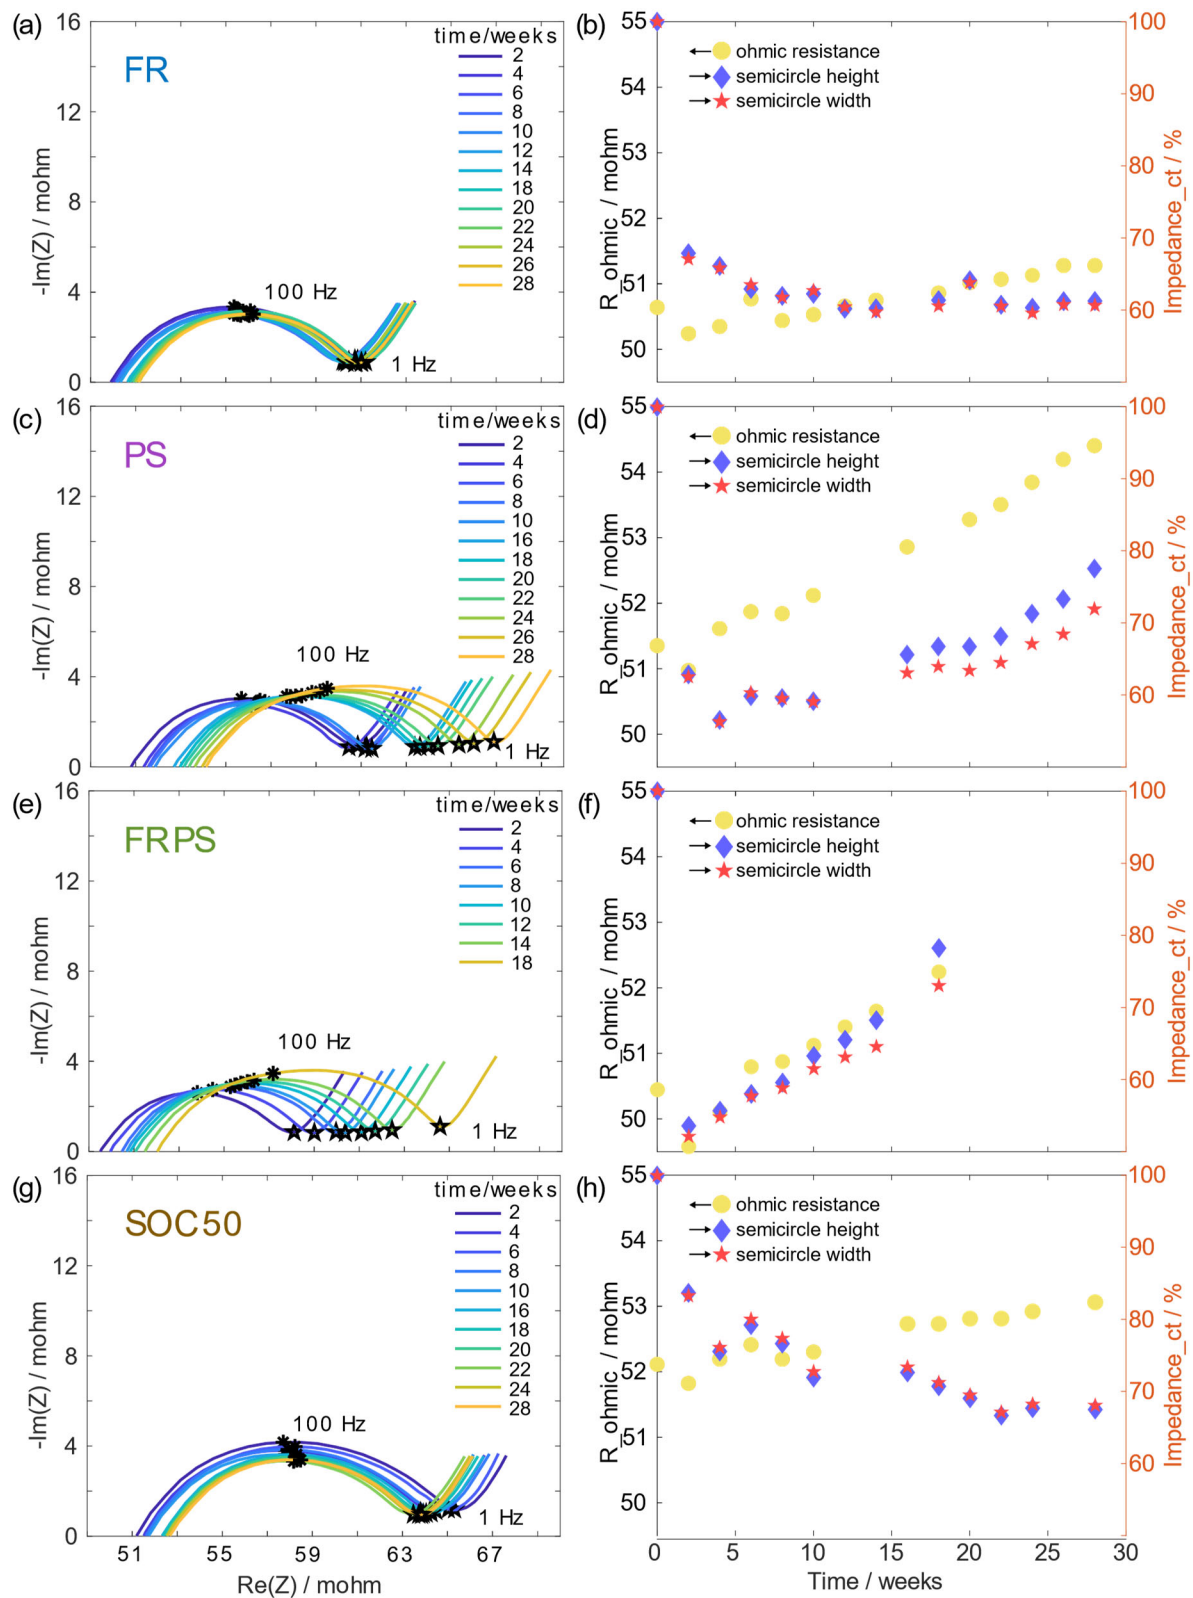 (a)
16
12
8
4
0
-Im(Z) / mohm
FR
time/weeks
2
4
6
8
10
12
14
18
20
22
24
26
28
100 Hz
1 Hz
(b)
55
54
53
52
51
50
R_ohmic / mohm
ohmic resistance
semicircle height
semicircle width
100
90
80
70
60
Impedance_ct / %
(c)
16
12
8
4
0
-Im(Z) / mohm
PS
time/weeks
2
4
6
8
10
16
18
20
22
24
26
28
100 Hz
1 Hz
(d)
55
54
53
52
51
50
R_ohmic / mohm
ohmic resistance
semicircle height
semicircle width
100
90
80
70
60
Impedance_ct / %
(e)
16
12
8
4
0
-Im(Z) / mohm
FRPS
time/weeks
2
4
6
8
10
12
14
18
100 Hz
1 Hz
(f)
55
54
53
52
51
50
R_ohmic / mohm
ohmic resistance
semicircle height
semicircle width
100
90
80
70
60
Impedance_ct / %
(g)
16
12
8
4
0
-Im(Z) / mohm
SOC50
time/weeks
2
4
6
8
10
16
18
20
22
24
28
100 Hz
1 Hz
51 55 59 63 67
Re(Z) / mohm
(h)
55
54
53
52
51
50
R_ohmic / mohm
ohmic resistance
semicircle height
semicircle width
100
90
80
70
60
Impedance_ct / %
0 5 10 15 20 25 30
Time / weeks